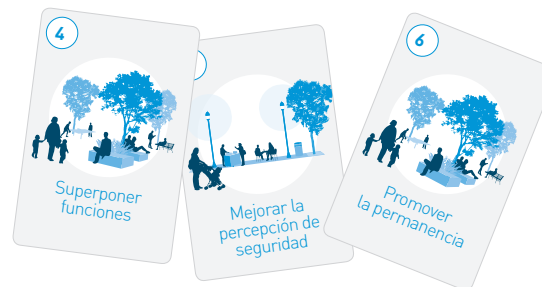 4
Superponer
funciones
Mejorar la
percepción de
seguridad
6
Promover
la permanencia